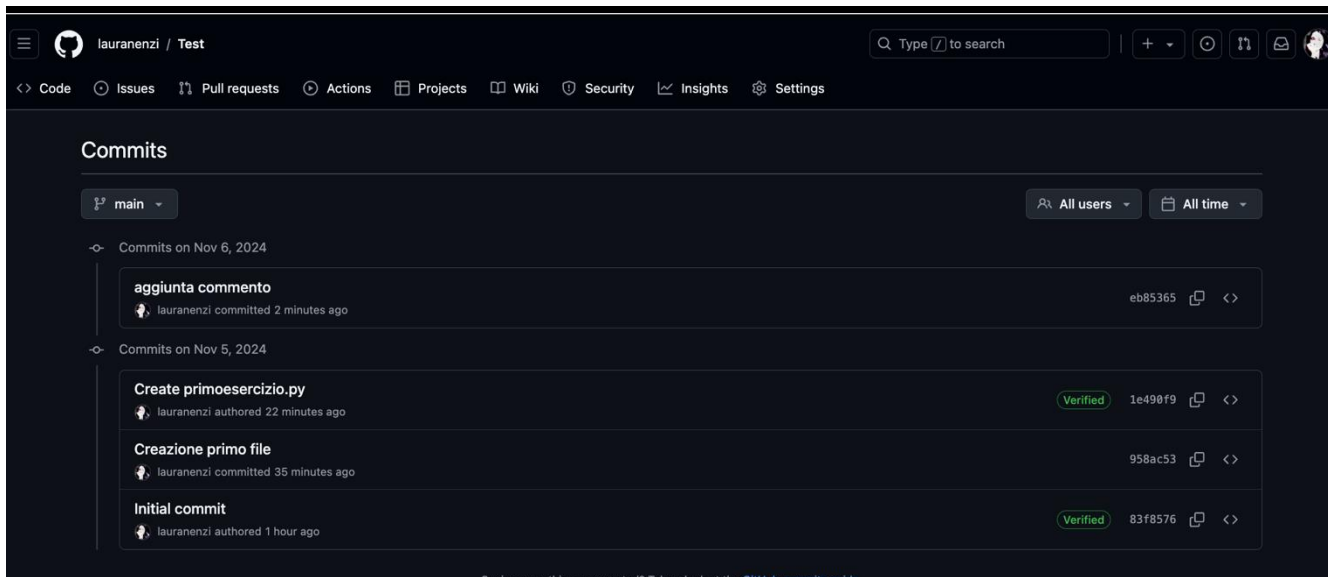 lauranenzi / Test
Type / to search
Code Issues Pull requests Actions Projects Wiki Security Insights Settings
Commits
main All users All time
Commits on Nov 6, 2024
aggiunta commento
lauranenzi committed 2 minutes ago
eb85365
Commits on Nov 5, 2024
Create primoesercizio.py
lauranenzi authored 22 minutes ago
Verified 1e490f9
Creazione primo file
lauranenzi committed 35 minutes ago
958ac53
Initial commit
lauranenzi authored 1 hour ago
Verified 83f8576